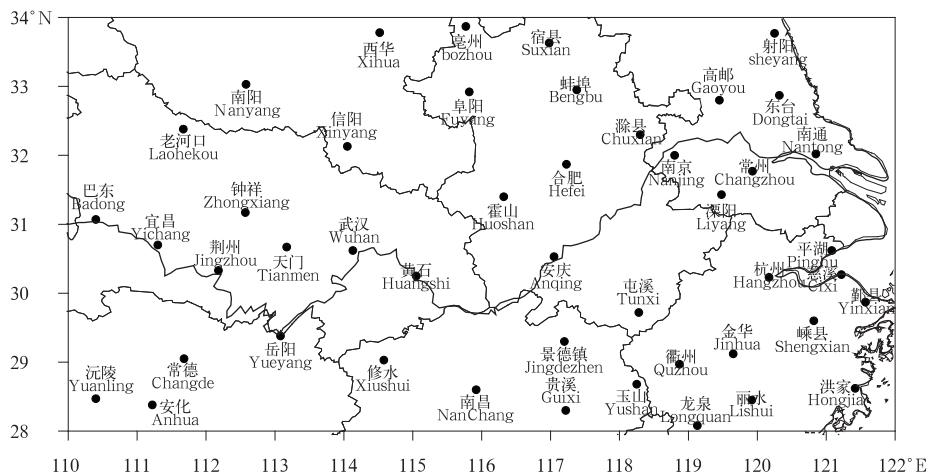 34°N
西华
Xihua
亳州
bozhou
宿县
Suxian
射阳
sheyang
33
南阳
Nanyang
阜阳
Fuyang
蚌埠
Bengbu
高邮
Gaoyou
东台
Dongtai
老河口
Laohekou
信阳
Xinyang
滁县
Chuxian
南通
Nantong
32
合肥
Hefei
南京
Nanjing
常州
Changzhou
巴东
Badong
钟祥
Zhongxiang
霍山
Huoshan
溧阳
Liyang
31
宜昌
Yichang
荆州
Jingzhou
天门
Tianmen
武汉
Wuhan
黄石
Huangshi
安庆
Anqing
屯溪
Tunxi
杭州
Hangzhou
平湖
Pinghu
慈溪
Cixi
鄞县
Yinxian
30
岳阳
Yueyang
景德镇
Jingdezhen
金华
Jinhua
嵊县
Shengxian
29
沅陵
Yuanling
常德
Changde
安化
Anhua
修水
Xiushui
南昌
NanChang
贵溪
Guixi
玉山
Yushan
衢州
Quzhou
龙泉
Longquan
丽水
Lishui
洪家
Hongjia
28
110 111 112 113 114 115 116 117 118 119 120 121 122°E